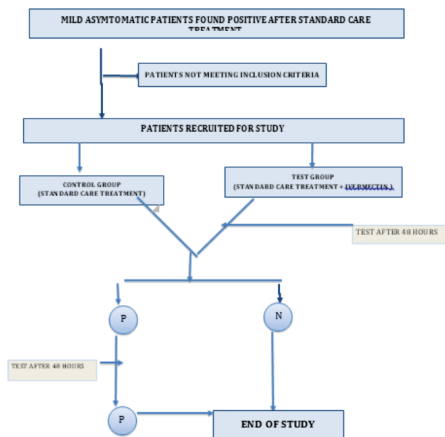 MILD ASYMTOMATIC PATIENTS FOUND POSITIVE AFTER STANDARD CARE
TREATMENT
PATIENTS NOT MEETING INCLUSION CRITERIA
PATIENTS RECRUITED FOR STUDY
CONTROL GROUP
(STANDARD CARE TREATMENT)
TEST GROUP
(STANDARD CARE TREATMENT + IVERMECTIN )
TEST AFTER 48 HOURS
P
N
TEST AFTER 48 HOURS
P
END OF STUDY